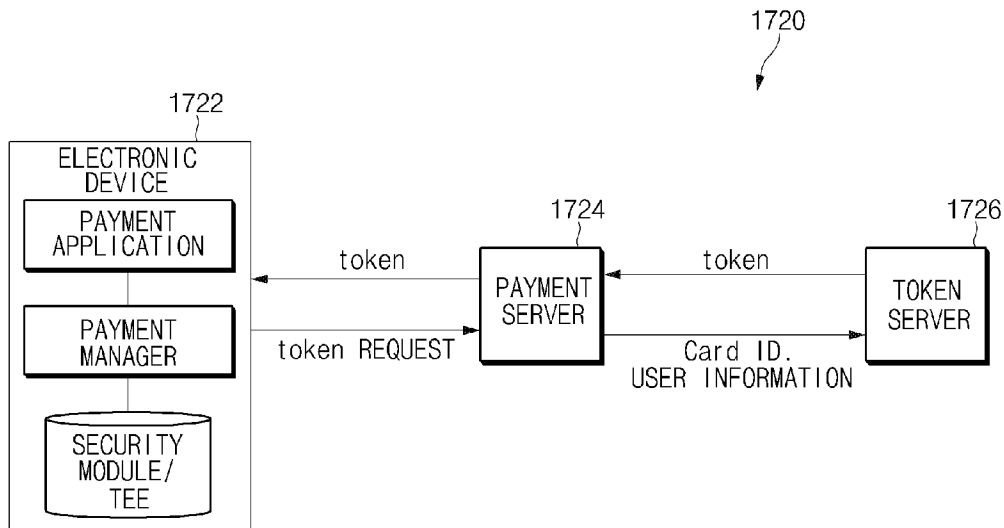 1720
1722
ELECTRONIC
DEVICE
PAYMENT
APPLICATION
PAYMENT
MANAGER
SECURITY
MODULE/
TEE
token
token REQUEST
1724
PAYMENT
SERVER
token
Card ID.
USER INFORMATION
1726
TOKEN
SERVER